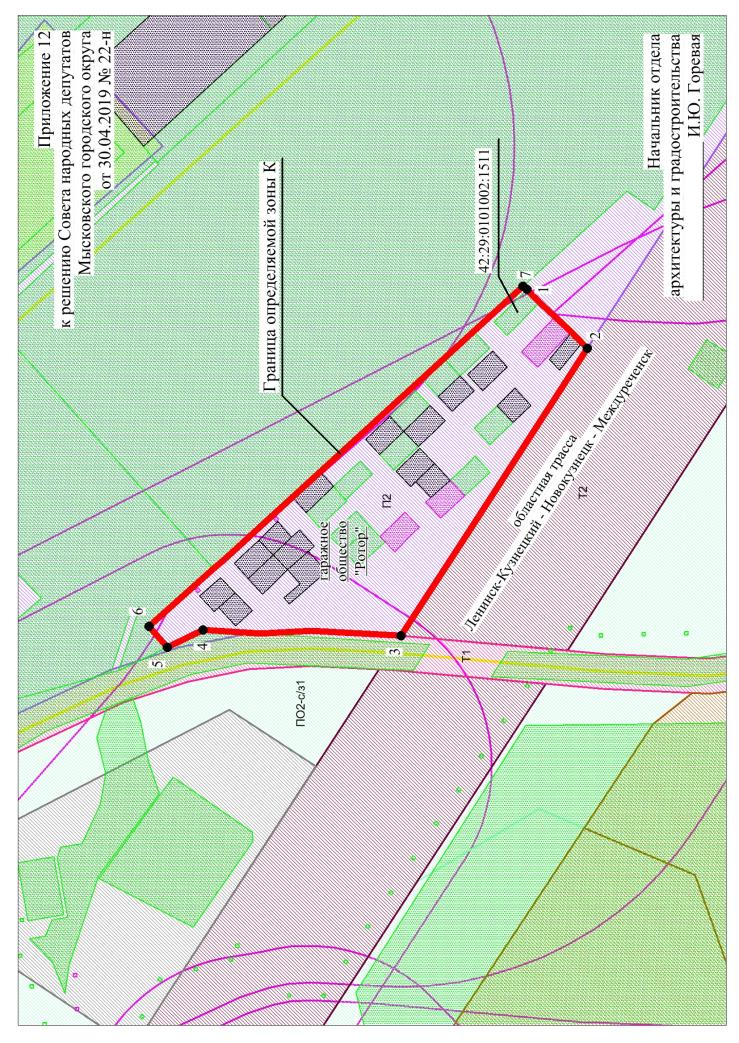 Приложение 12
к решению Совета народных депутатов
Мысковского городского округа
от 30.04.2019 № 22-н
Граница определяемой зоны К
42:29:0101002:1511
7
1
2
3
4
5
6
П2
гаражное
общество
"Ротор"
областная трасса
Ленинск-Кузнецкий - Новокузнецк - Междуреченск
Т2
Т1
ПО2-с/з1
Начальник отдела
архитектуры и градостроительства
И.Ю. Горевая